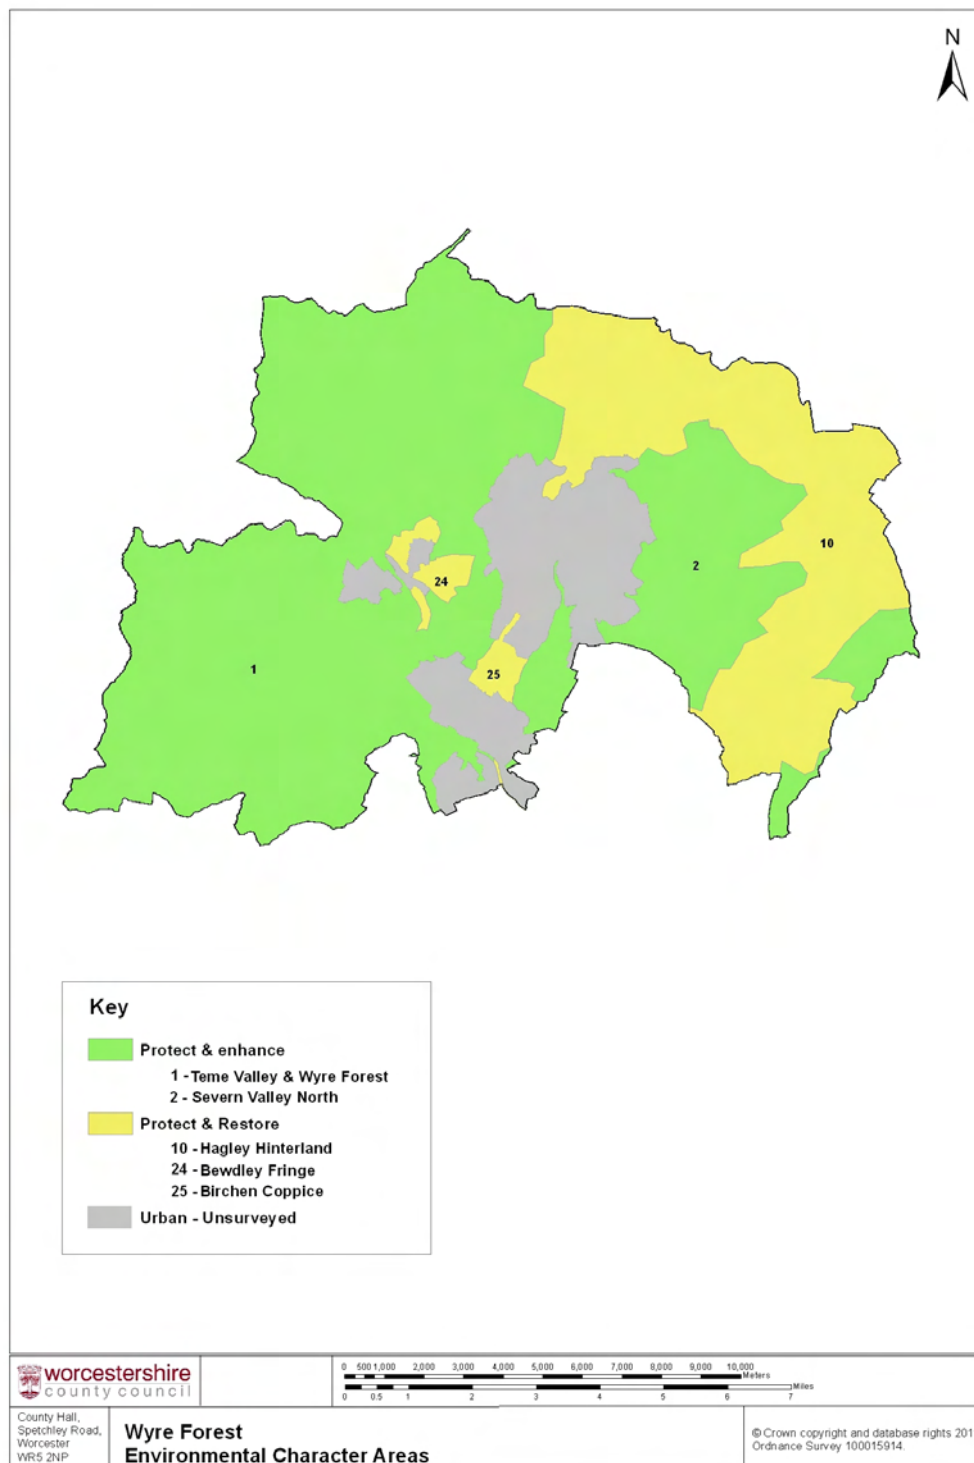 N
10
2
24
1
25
Key
Protect & enhance
1 - Teme Valley & Wyre Forest
2 - Severn Valley North
Protect & Restore
10 - Hagley Hinterland
24 - Bewdley Fringe
25 - Birchen Coppice
Urban - Unsurveyed
worcestershire
county council
0 500 1,000 2,000 3,000 4,000 5,000 6,000 7,000 8,000 9,000 10,000
Meters
Miles
0 0.5 1 2 3 4 5 6 7
County Hall,
Spetchley Road,
Worcester
WR5 2NP
Wyre Forest
Environmental Character Areas
© Crown copyright and database rights 201
Ordnance Survey 100015914.